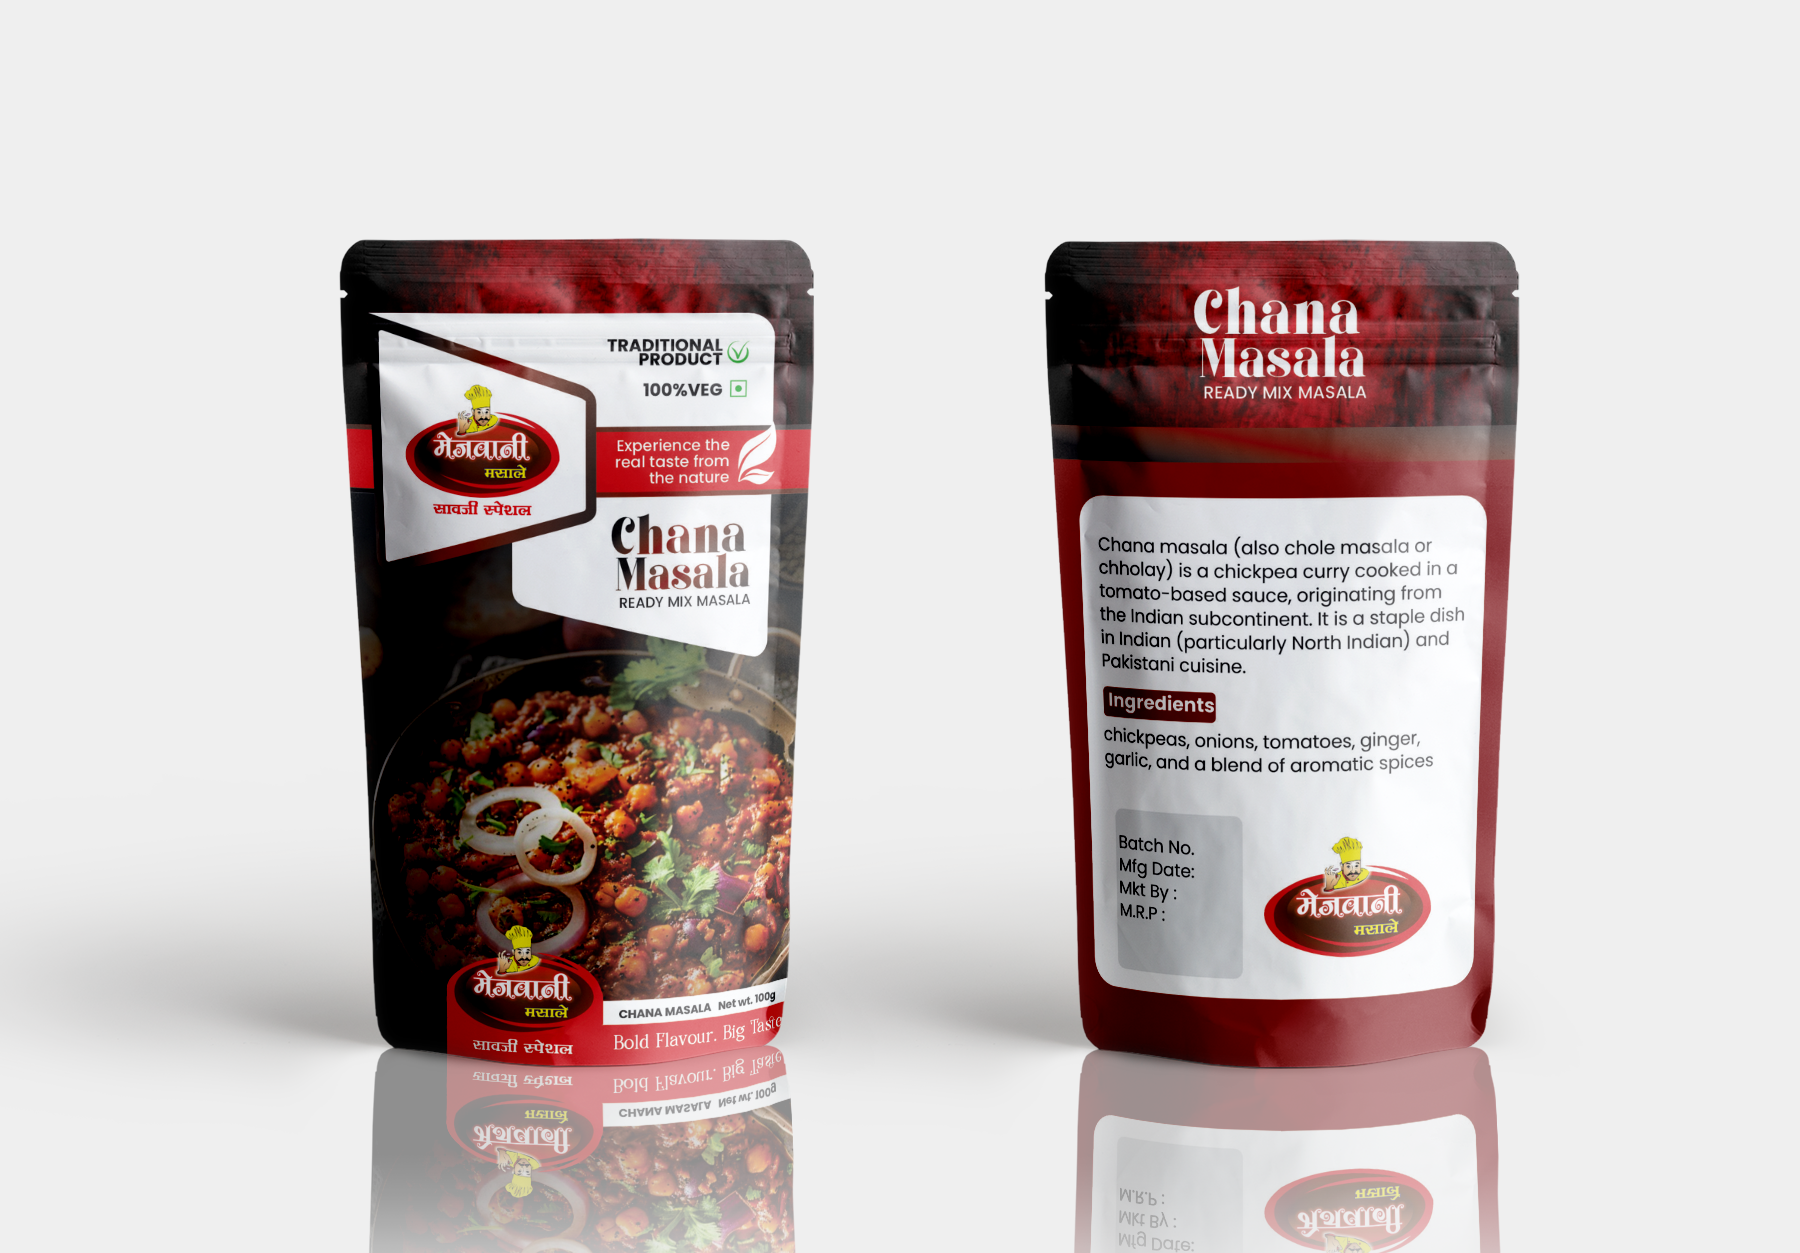 TRADITIONAL
PRODUCT
100%VEG
मेजवानी
मसाले
सावजी स्पेशल
Experience the
real taste from
the nature
Chana
Masala
READY MIX MASALA
मेजवानी
मसाले
सावजी स्पेशल
CHANA MASALA Net wt. 100g
Bold Flavour. Big Taste
Chana
Masala
READY MIX MASALA
Chana masala (also chole masala or
chholay) is a chickpea curry cooked in a
tomato-based sauce, originating from
the Indian subcontinent. It is a staple dish
in Indian (particularly North Indian) and
Pakistani cuisine.
Ingredients
chickpeas, onions, tomatoes, ginger,
garlic, and a blend of aromatic spices
Batch No.
Mfg Date:
Mkt By :
M.R.P :
मेजवानी
मसाले